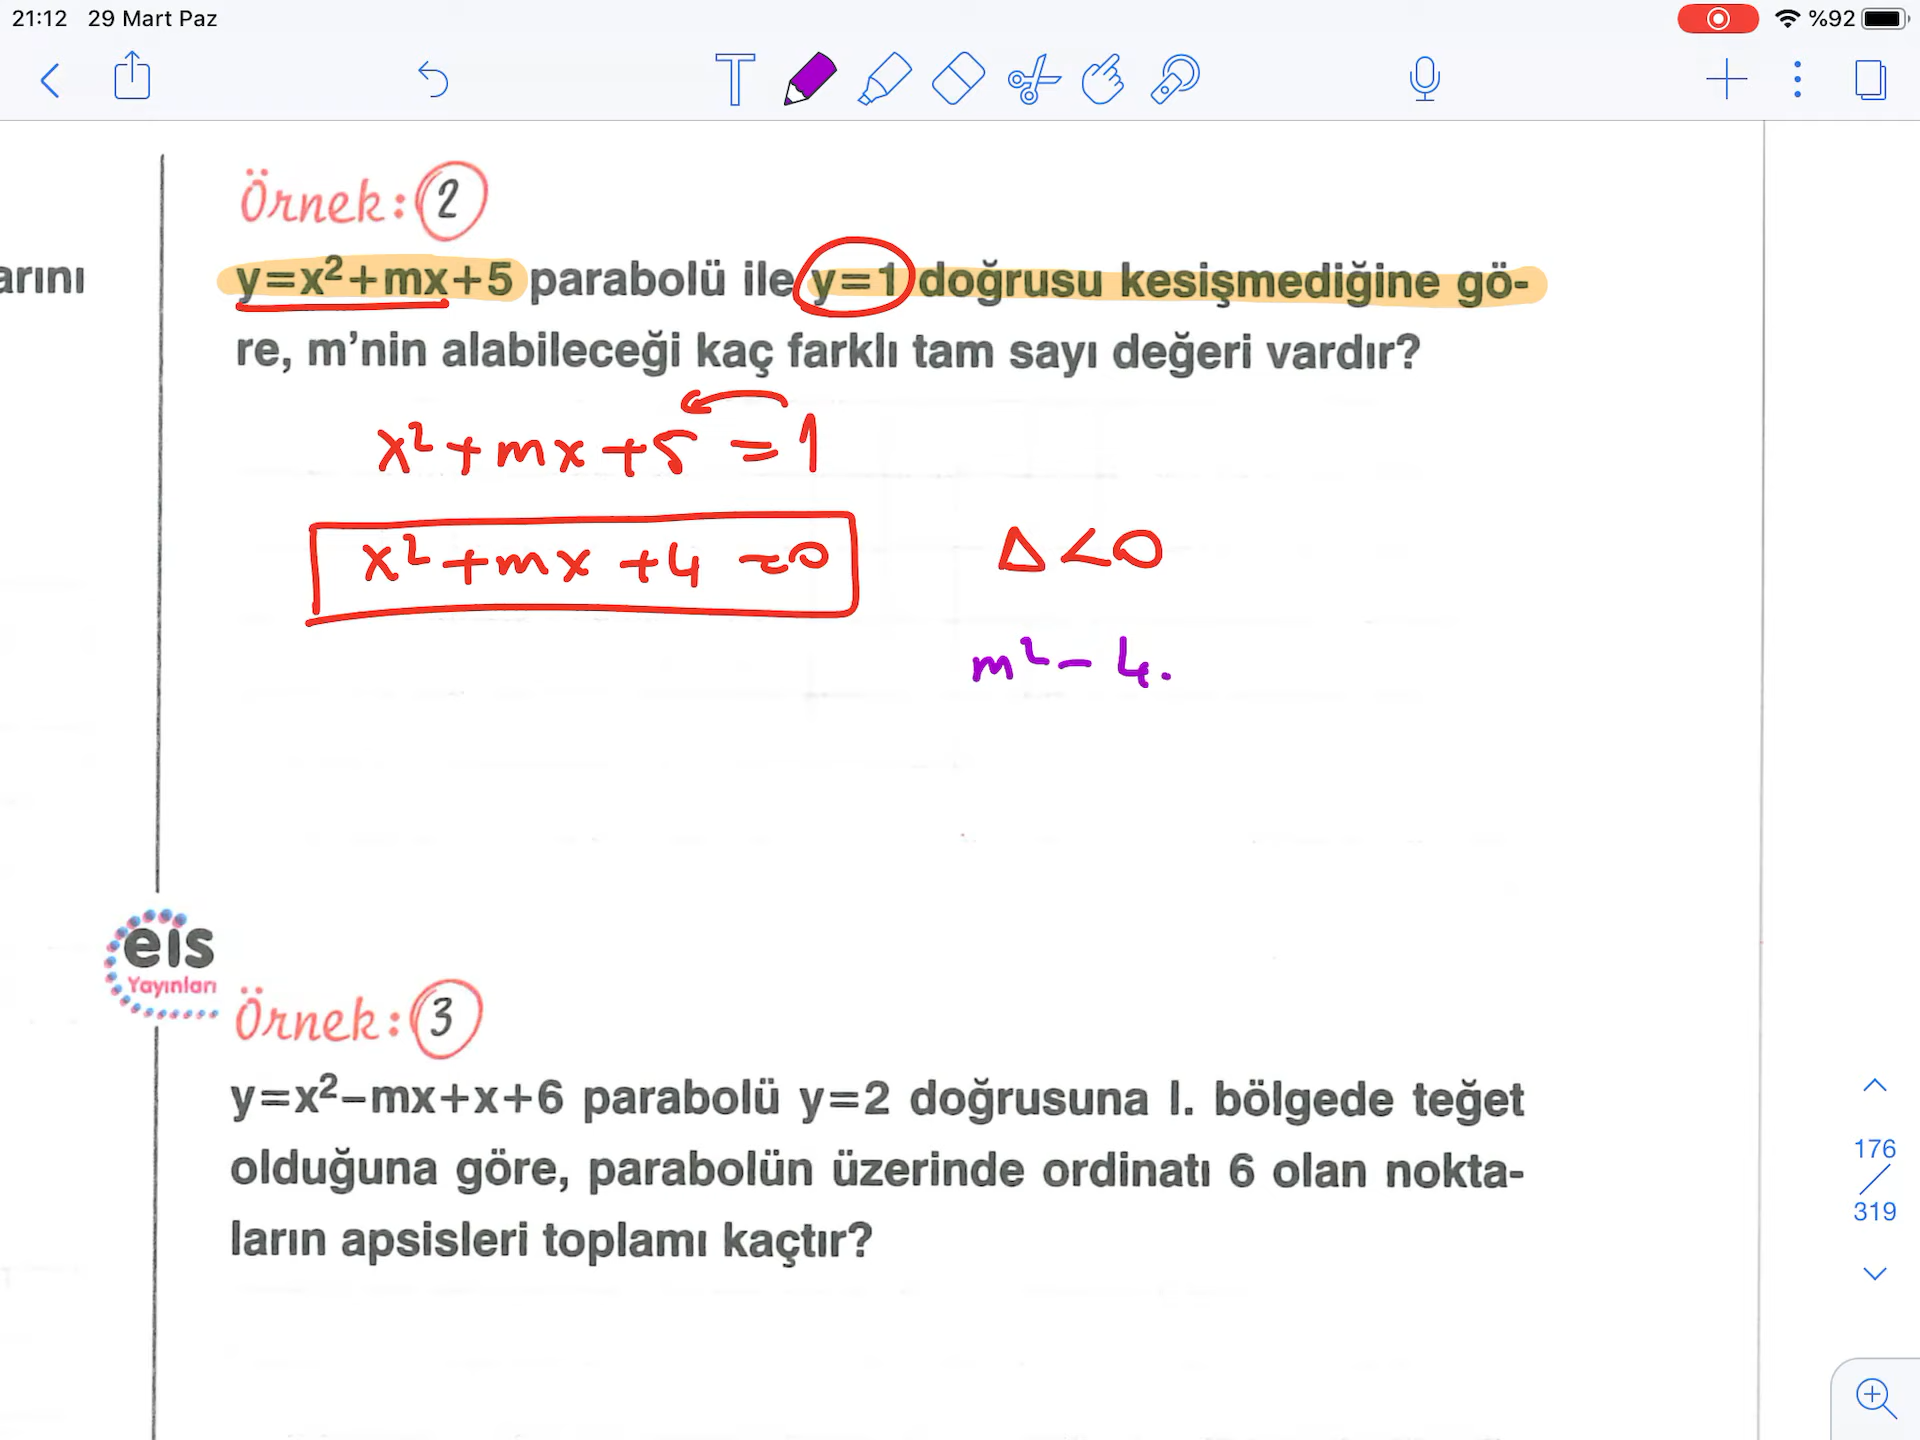 21:12 29 Mart Paz %92
T
Örnek: 2
arını
y=x²+mx+5 parabolü ile y=1 doğrusu kesişmediğine gö-
re, m'nin alabileceği kaç farklı tam sayı değeri vardır?
x²+mx+5 = 1
x²+mx+4 =0 Δ<0
m² - 4.
eis
Yayınları
Örnek: 3
y=x²−mx+x+6 parabolü y=2 doğrusuna I. bölgede teğet
olduğuna göre, parabolün üzerinde ordinatı 6 olan nokta-
ların apsisleri toplamı kaçtır?
176
319